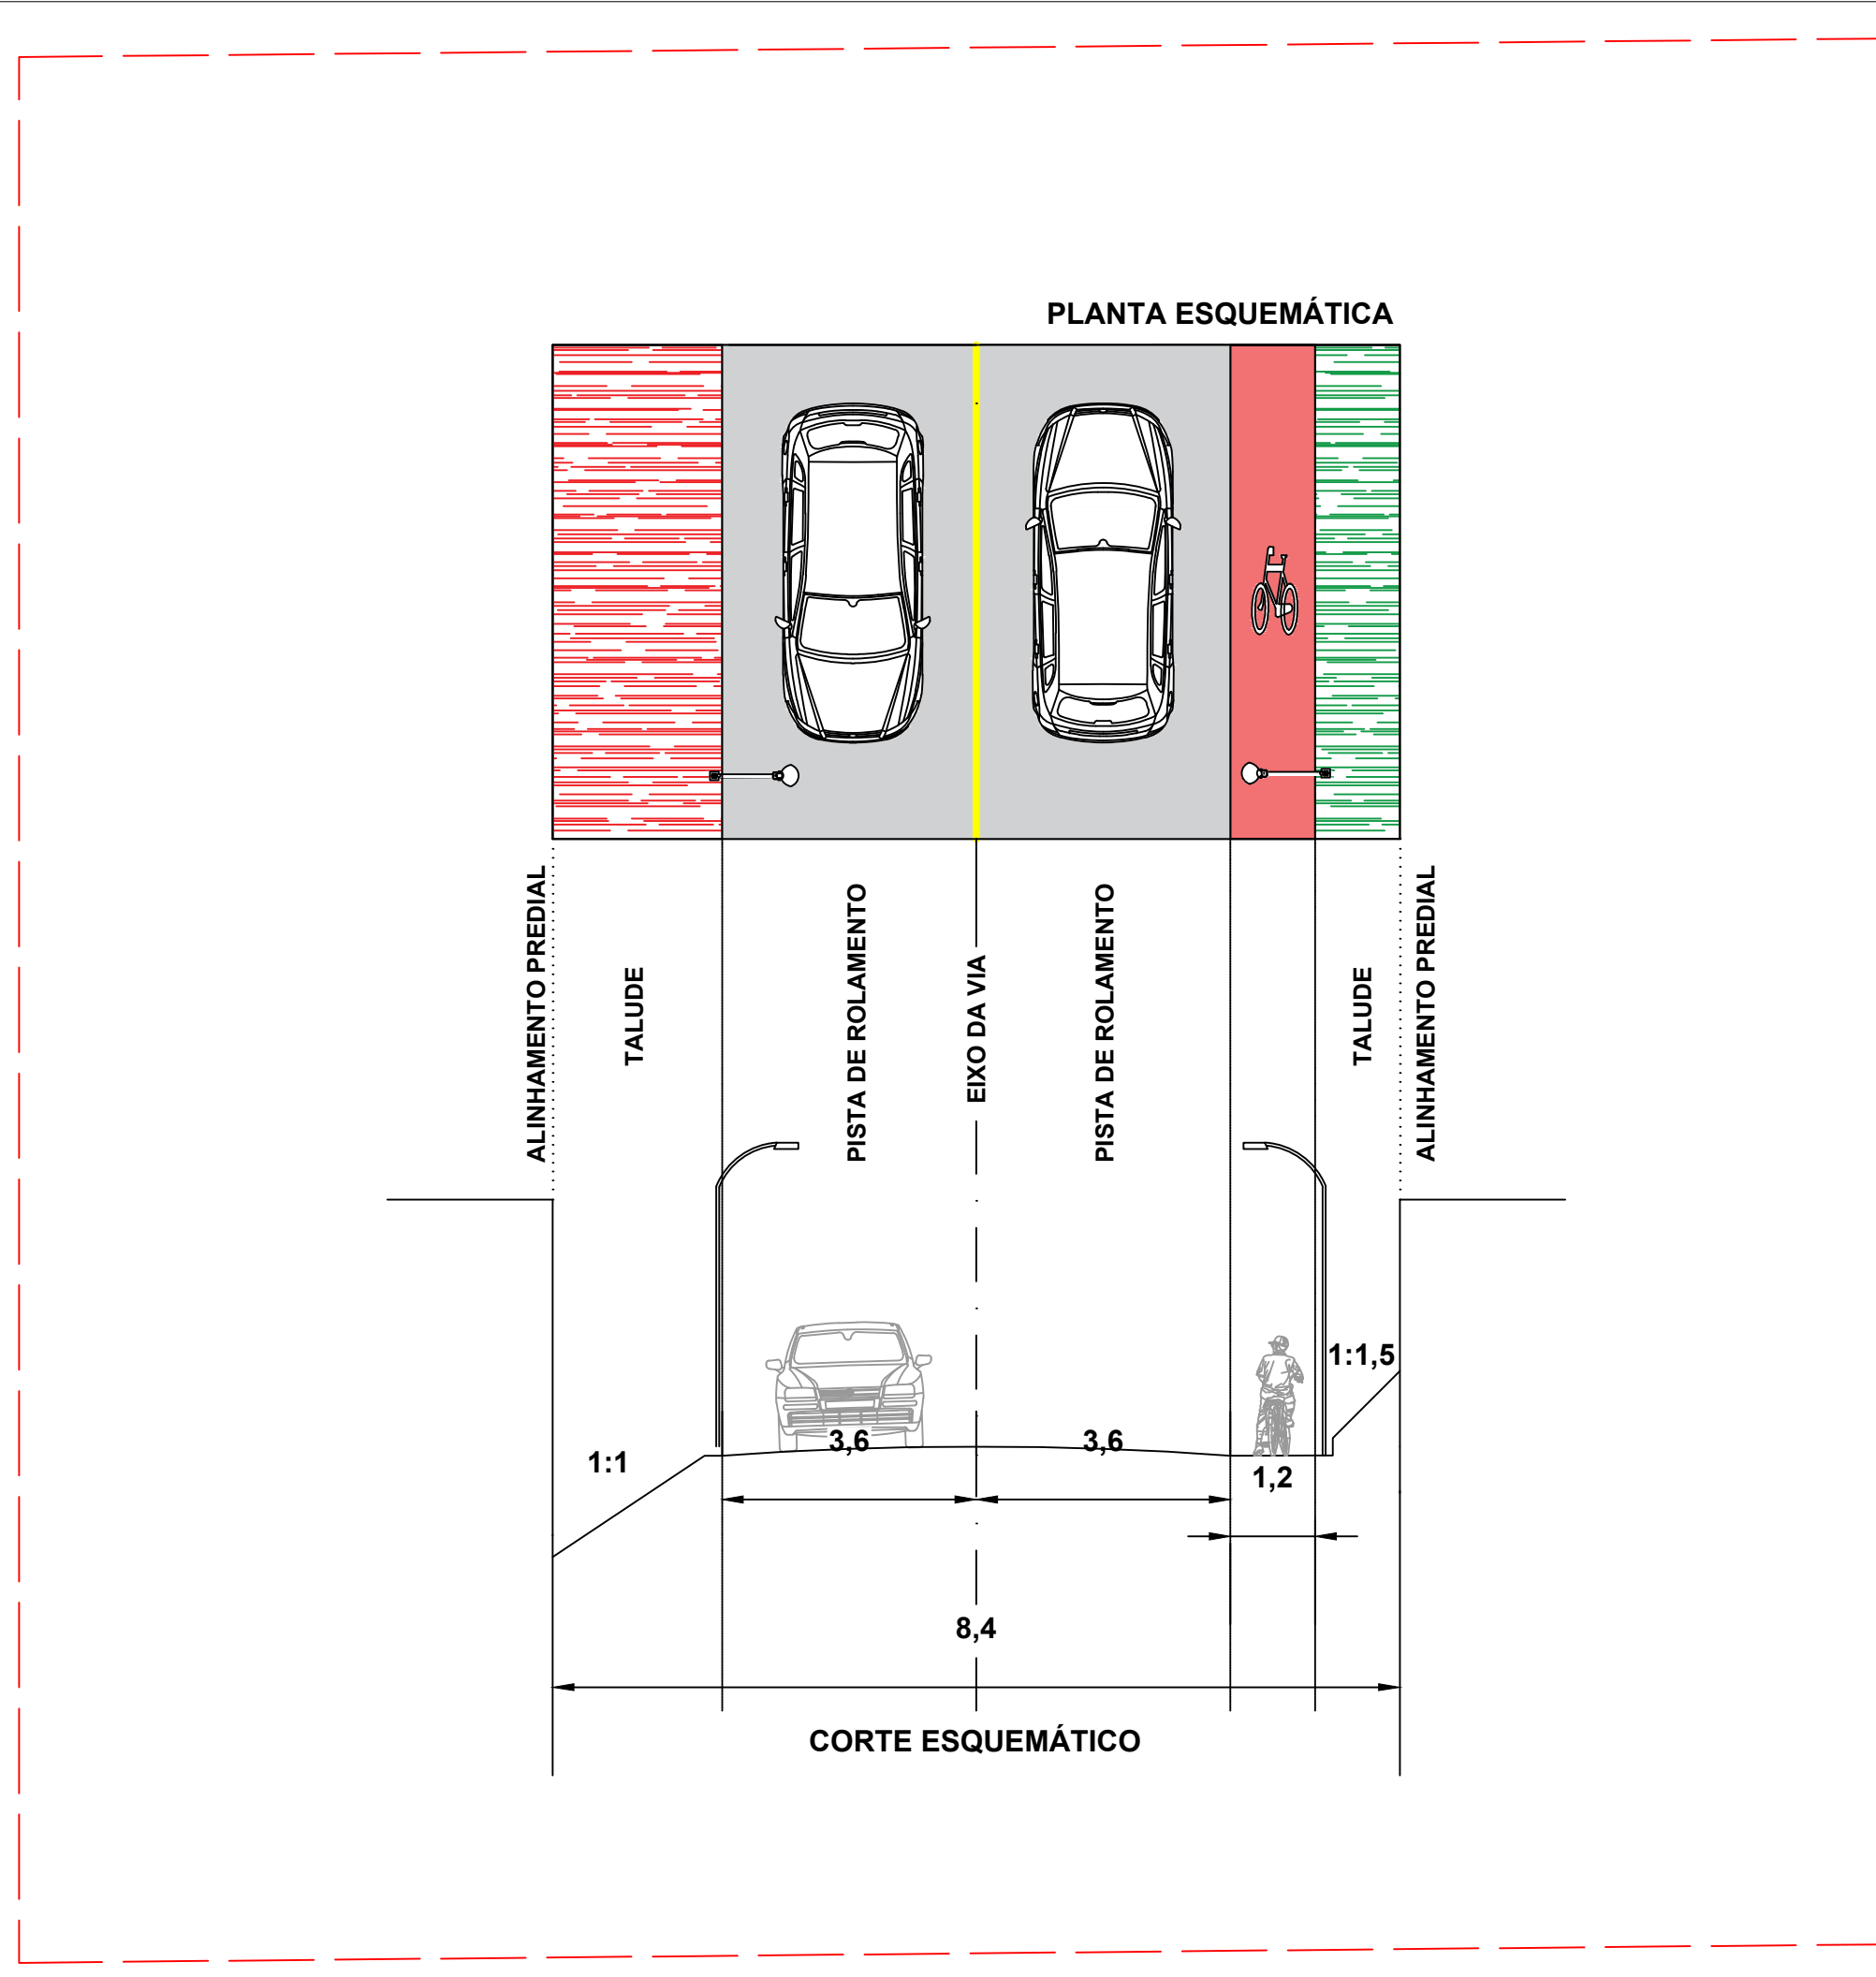 PLANTA ESQUEMÁTICA
ALINHAMENTO PREDIAL
TALUDE
PISTA DE ROLAMENTO
EIXO DA VIA
PISTA DE ROLAMENTO
TALUDE
ALINHAMENTO PREDIAL
1:1,5
3,6
3,6
1:1
1,2
8,4
CORTE ESQUEMÁTICO